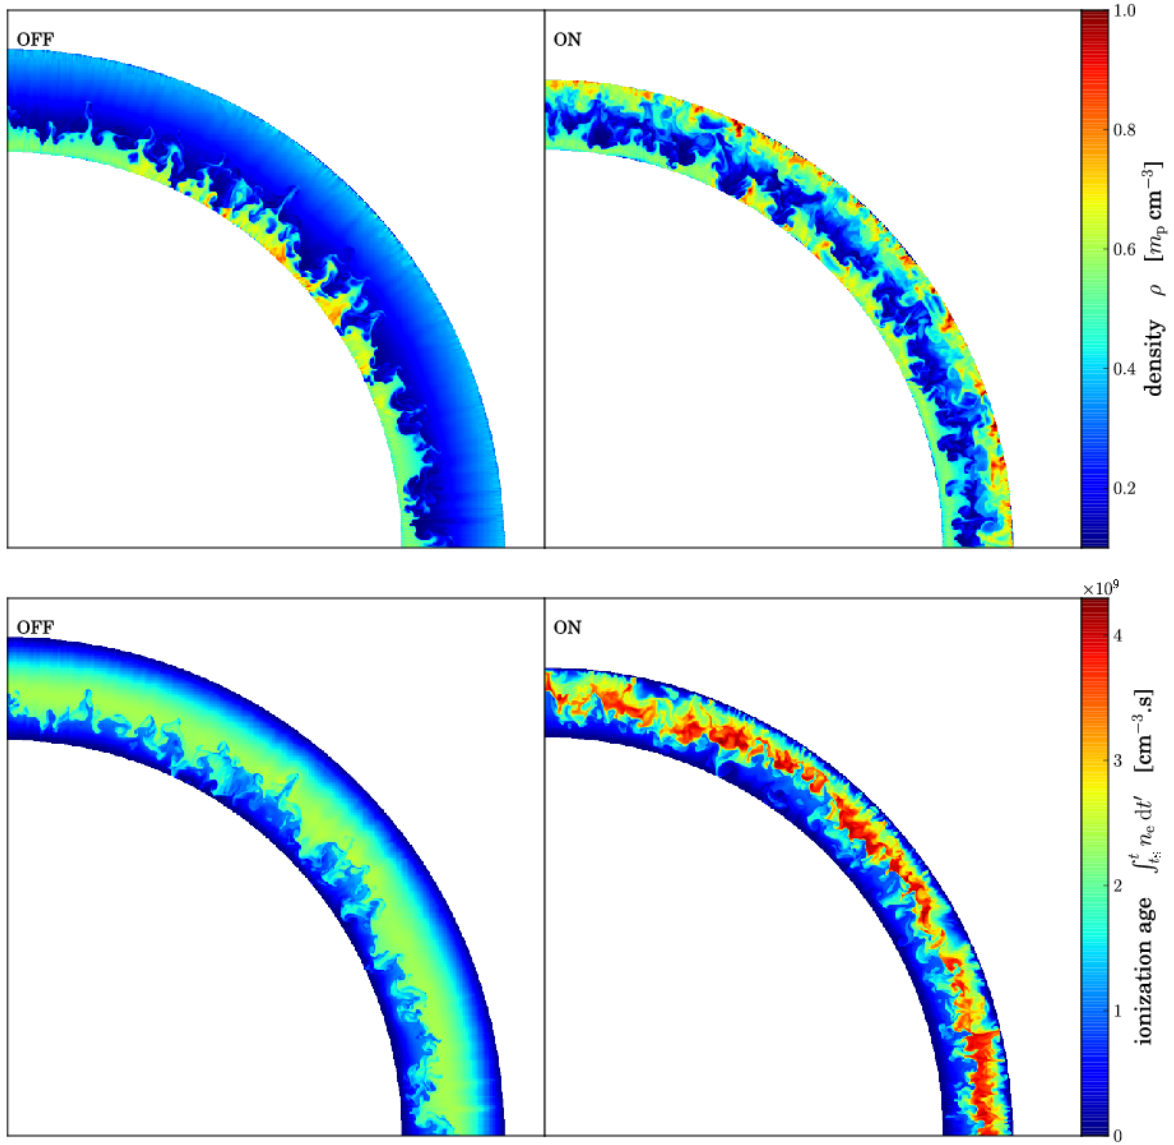 OFF
ON
1.0
0.8
0.6
0.4
0.2
density ρ [m_p cm^−3]
×10^9
OFF
ON
4
3
2
1
0
ionization age ∫ n_e dt′ [cm^−3.s]